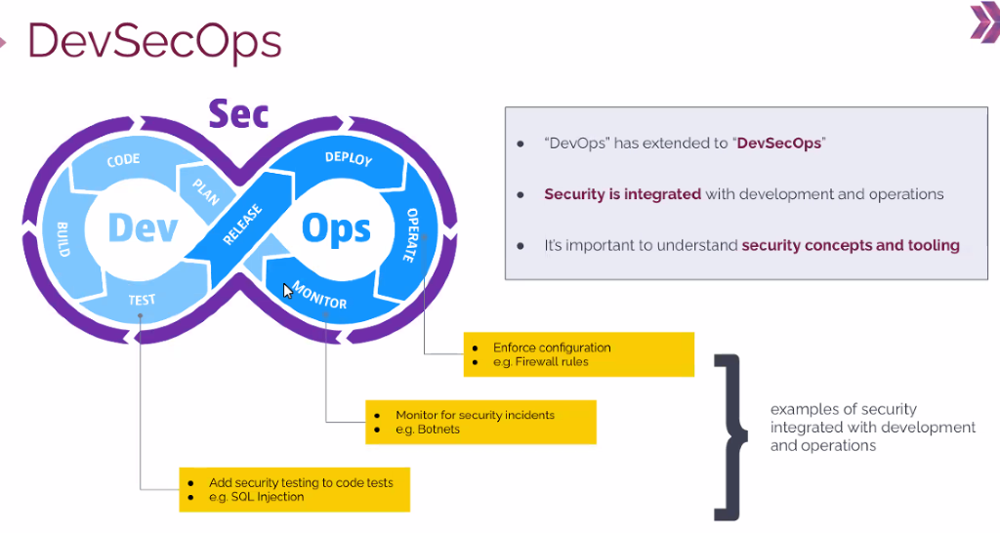 DevSecOps
Sec
CODE
PLAN
BUILD
TEST
Dev
RELEASE
DEPLOY
OPERATE
MONITOR
Ops
● “DevOps” has extended to “DevSecOps”
● Security is integrated with development and operations
● It’s important to understand security concepts and tooling
● Enforce configuration
● e.g. Firewall rules
● Monitor for security incidents
● e.g. Botnets
● Add security testing to code tests
● e.g. SQL Injection
examples of security
integrated with development
and operations